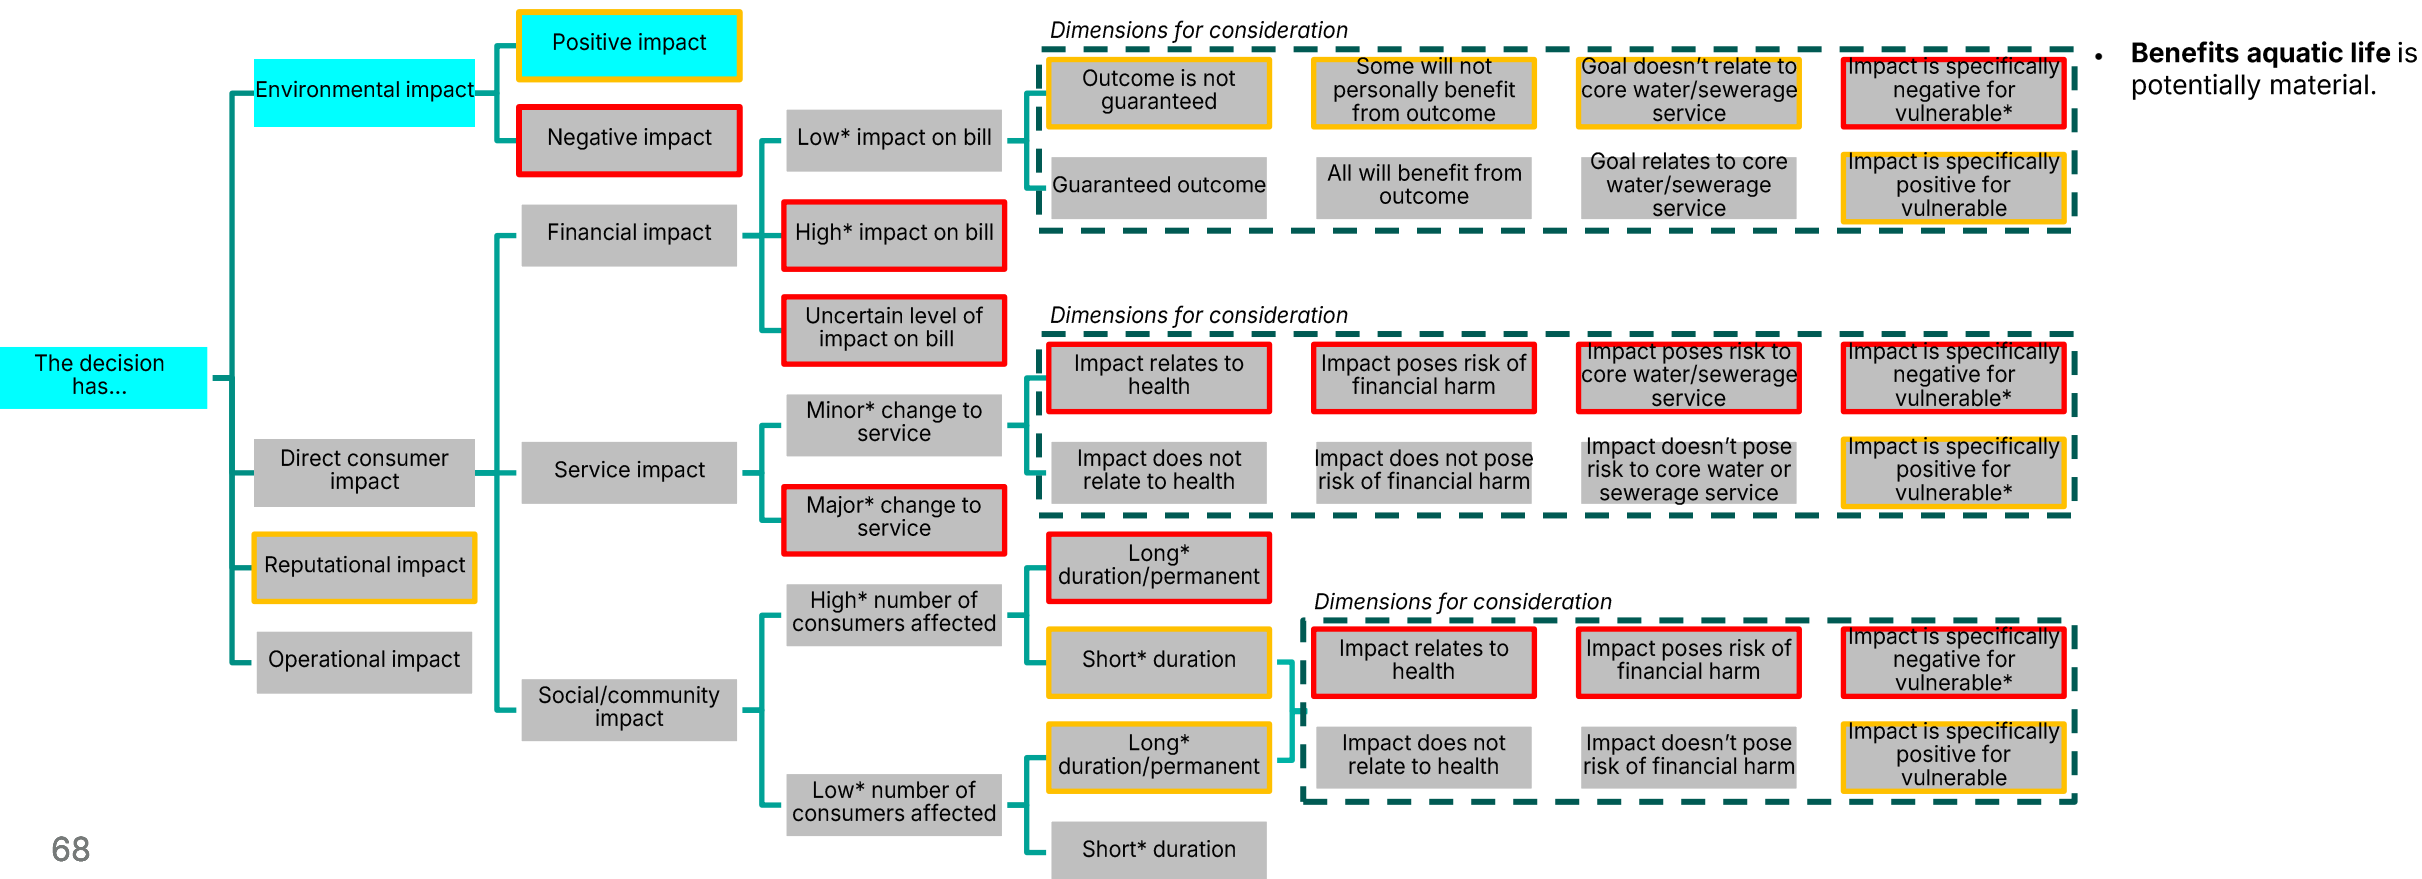 The decision
has...
Environmental impact
Positive impact
Negative impact
Direct consumer
impact
Financial impact
Low* impact on bill
Dimensions for consideration
Outcome is not
guaranteed
Some will not
personally benefit
from outcome
Goal doesn't relate to
core water/sewerage
service
Impact is specifically
negative for
vulnerable*
Guaranteed outcome
All will benefit from
outcome
Goal relates to core
water/sewerage
service
Impact is specifically
positive for
vulnerable
High* impact on bill
Uncertain level of
impact on bill
Service impact
Minor* change to
service
Dimensions for consideration
Impact relates to
health
Impact poses risk of
financial harm
Impact poses risk to
core water/sewerage
service
Impact is specifically
negative for
vulnerable*
Impact does not
relate to health
Impact does not pose
risk of financial harm
Impact doesn't pose
risk to core water or
sewerage service
Impact is specifically
positive for
vulnerable*
Major* change to
service
Social/community
impact
High* number of
consumers affected
Long*
duration/permanent
Short* duration
Low* number of
consumers affected
Long*
duration/permanent
Short* duration
Dimensions for consideration
Impact relates to
health
Impact poses risk of
financial harm
Impact is specifically
negative for
vulnerable*
Impact does not
relate to health
Impact doesn't pose
risk of financial harm
Impact is specifically
positive for
vulnerable
Reputational impact
Operational impact
• Benefits aquatic life is
potentially material.
68